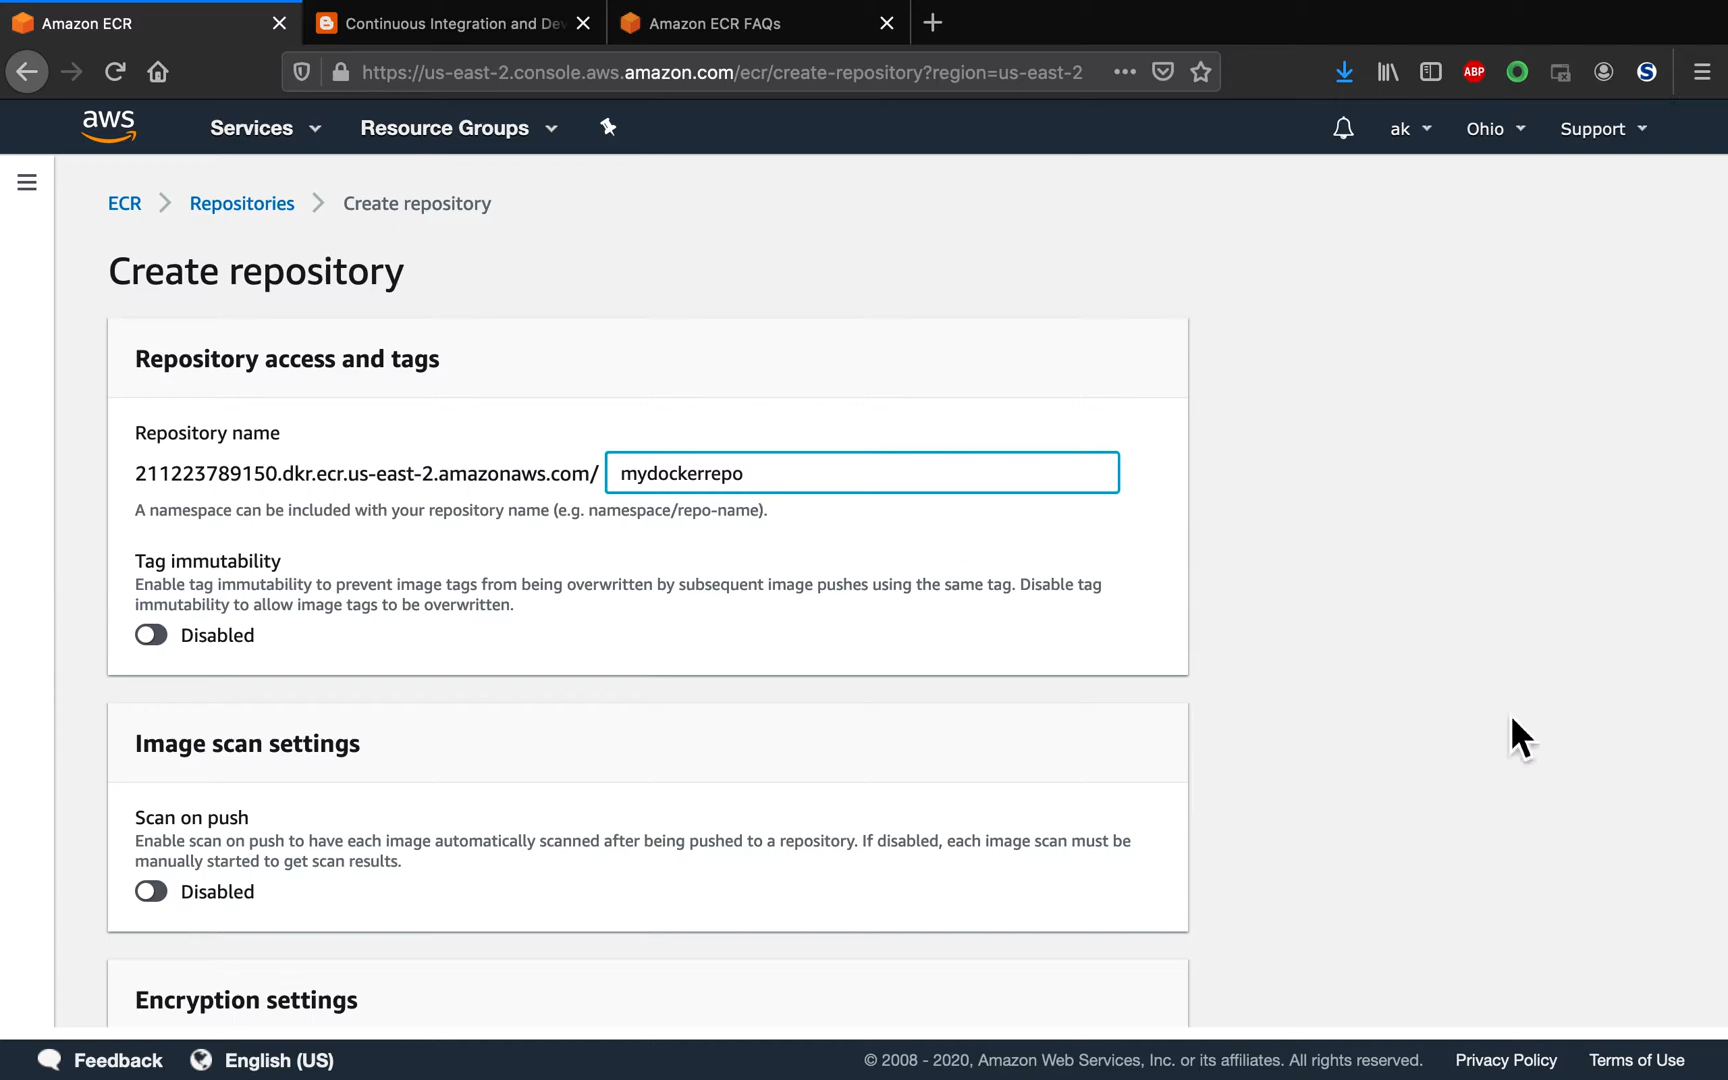 Amazon ECR
Continuous Integration and Dev
Amazon ECR FAQs
https://us-east-2.console.aws.amazon.com/ecr/create-repository?region=us-east-2
ABP
S
aws
Services
Resource Groups
ak
Ohio
Support
ECR
Repositories
Create repository
Create repository
Repository access and tags
Repository name
211223789150.dkr.ecr.us-east-2.amazonaws.com/
mydockerrepo
A namespace can be included with your repository name (e.g. namespace/repo-name).
Tag immutability
Enable tag immutability to prevent image tags from being overwritten by subsequent image pushes using the same tag. Disable tag
immutability to allow image tags to be overwritten.
Disabled
Image scan settings
Scan on push
Enable scan on push to have each image automatically scanned after being pushed to a repository. If disabled, each image scan must be
manually started to get scan results.
Disabled
Encryption settings
Feedback
English (US)
© 2008 - 2020, Amazon Web Services, Inc. or its affiliates. All rights reserved.
Privacy Policy
Terms of Use